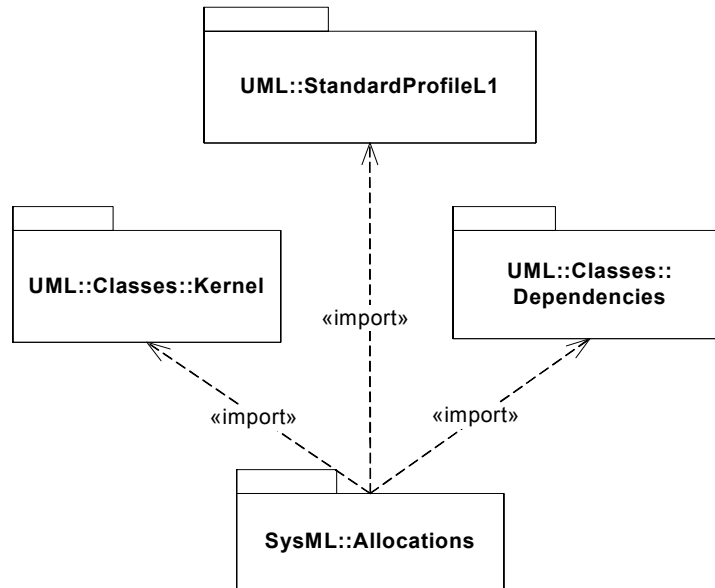 UML::StandardProfileL1
UML::Classes::Kernel
UML::Classes::
Dependencies
«import»
«import»
«import»
SysML::Allocations